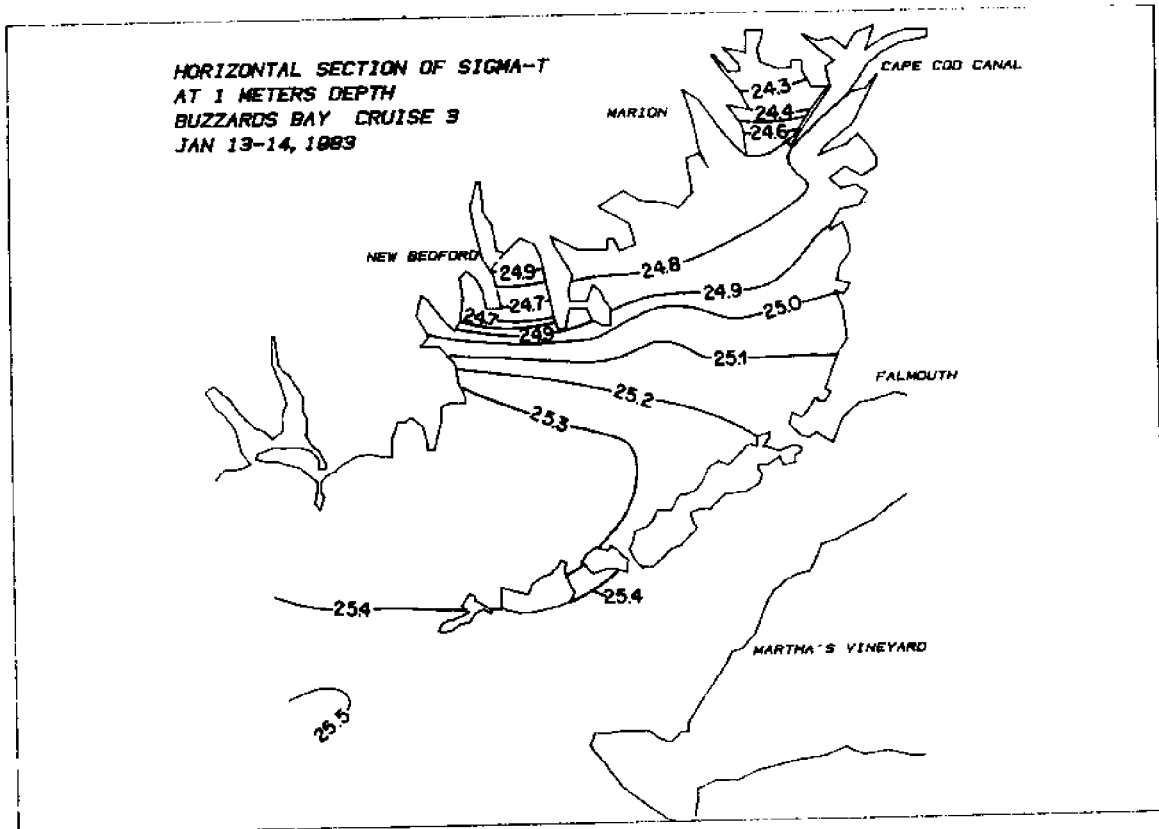 HORIZONTAL SECTION OF SIGMA-T
AT 1 METERS DEPTH
BUZZARDS BAY CRUISE 3
JAN 13-14, 1983
CAPE COD CANAL
MARION
24.3
24.4
24.6
NEW BEDFORD
24.9
24.8
24.7
24.9
25.0
24.7
24.9
25.1
FALMOUTH
25.2
25.3
25.4
25.4
MARTHA'S VINEYARD
25.5